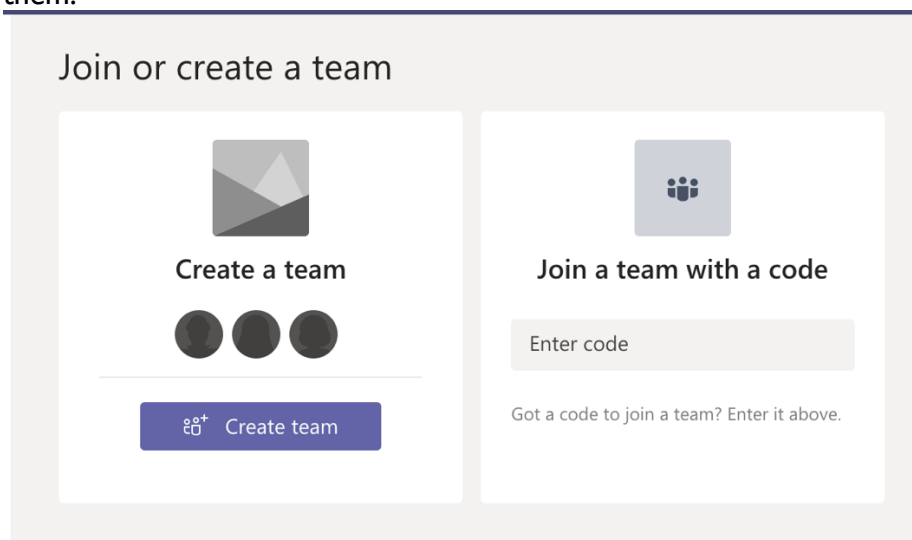 them.
Join or create a team
Create a team
Create team
Join a team with a code
Enter code
Got a code to join a team? Enter it above.